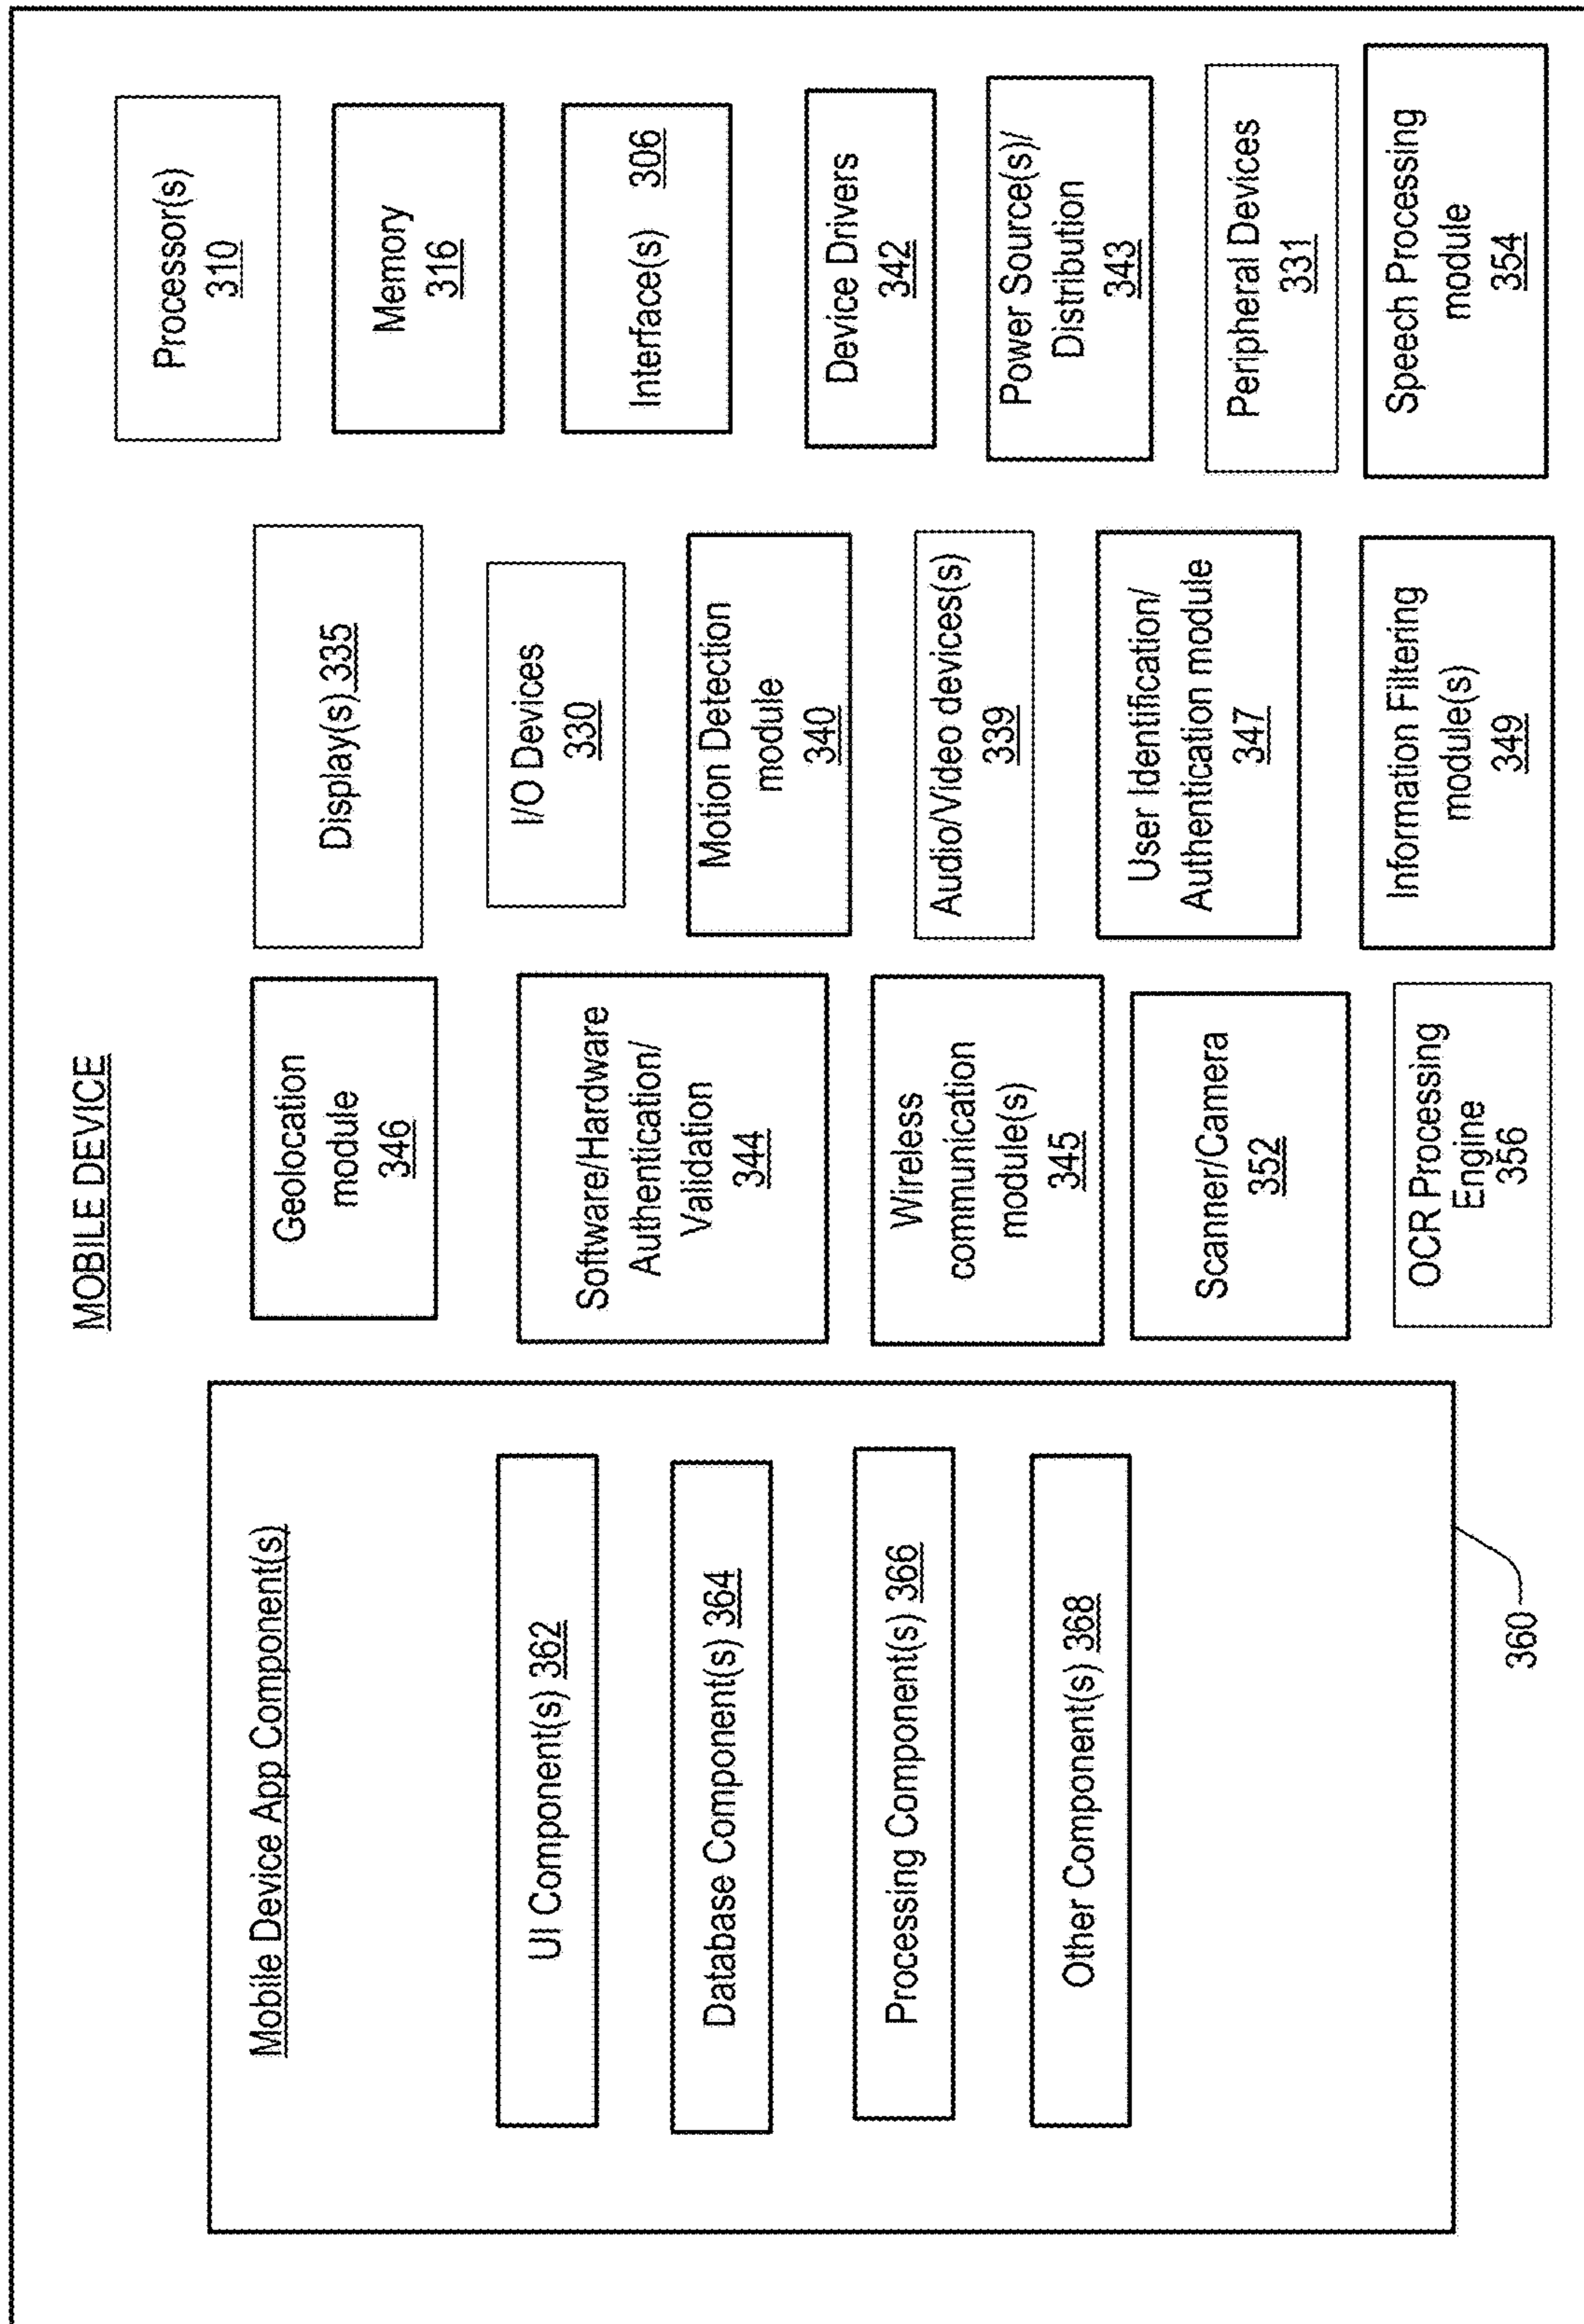 MOBILE DEVICE
Mobile Device App Component(s)
UI Component(s) 362
Database Component(s) 364
Processing Component(s) 366
Other Component(s) 368
360
Geolocation
module
346
Software/Hardware
Authentication/
Validation
344
Wireless
communication
module(s)
345
Scanner/Camera
352
OCR Processing
Engine
356
Display(s) 335
I/O Devices
330
Motion Detection
module
340
Audio/Video devices(s)
339
User Identification/
Authentication module
347
Information Filtering
module(s)
349
Processor(s)
310
Memory
316
Interface(s) 306
Device Drivers
342
Power Source(s)/
Distribution
343
Peripheral Devices
331
Speech Processing
module
354